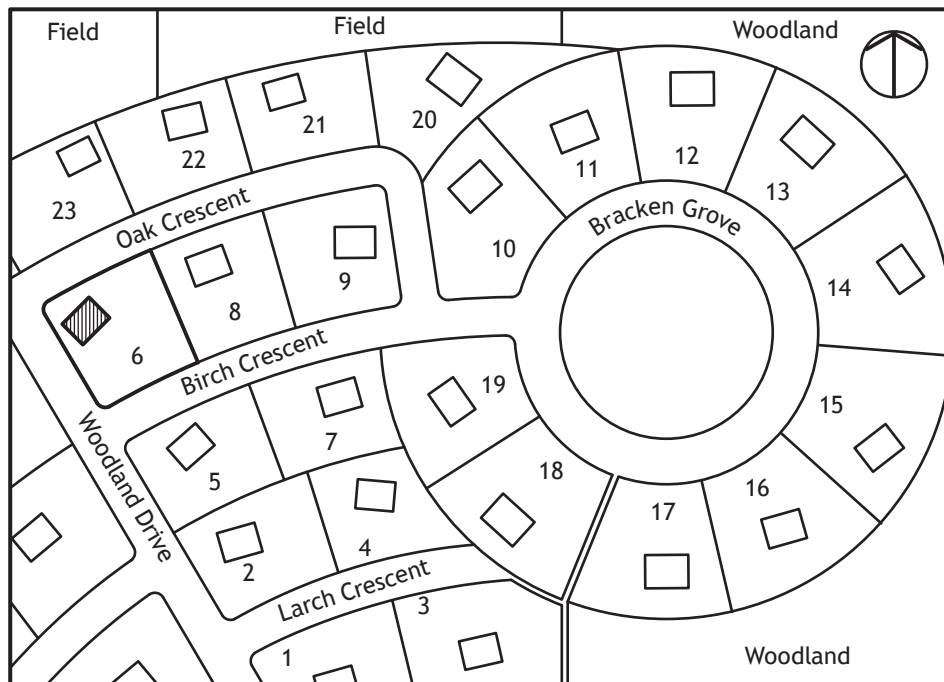 Field
Field
Woodland
23
22
21
20
11
12
13
Oak Crescent
10
Bracken Grove
14
6
8
9
Birch Crescent
19
15
Woodland Drive
5
7
18
17
16
2
4
Larch Crescent
3
1
Woodland